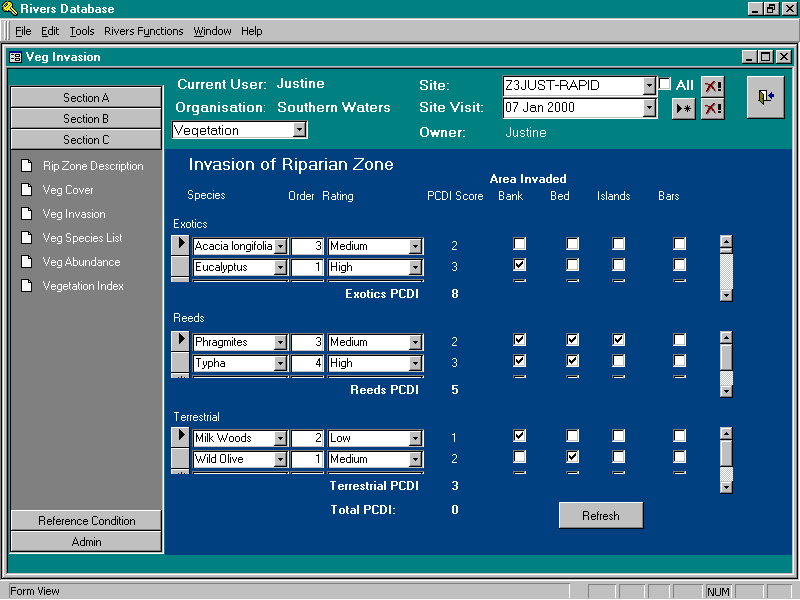 Rivers Database
File Edit Tools Rivers Functions Window Help
Veg Invasion
Section A
Section B
Section C
Rip Zone Description
Veg Cover
Veg Invasion
Veg Species List
Veg Abundance
Vegetation Index
Reference Condition
Admin
Current User: Justine
Organisation: Southern Waters
Vegetation
Site: Z3JUST-RAPID All
Site Visit: 07 Jan 2000
Owner: Justine
Invasion of Riparian Zone
Area Invaded
Species Order Rating PCDI Score Bank Bed Islands Bars
Exotics
Acacia longifolia 3 Medium 2
Eucalyptus 1 High 3
Exotics PCDI 8
Reeds
Phragmites 3 Medium 2
Typha 4 High 3
Reeds PCDI 5
Terrestrial
Milk Woods 2 Low 1
Wild Olive 1 Medium 2
Terrestrial PCDI 3
Total PCDI: 0
Refresh
Form View NUM